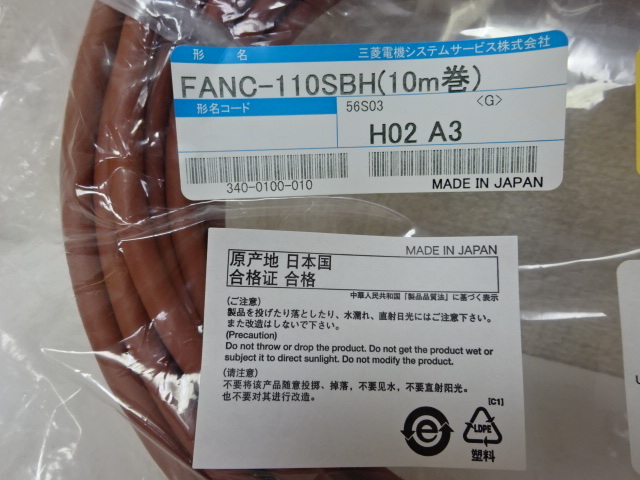 形 名 三菱電機システムサービス株式会社
FANC-110SBH(10m巻)
形名コード 56S03 <G>
H02 A3
340-0100-010 MADE IN JAPAN
MADE IN JAPAN
原产地 日本国
合格证 合格
中華人民共和国「製品品質法」に基づく表示
(ご注意)
製品を投げたり落としたり、水濡れ、直射日光にはご注意下さい。
また改造はしないで下さい。
(Precaution)
Do not throw or drop the product. Do not get the product wet or
subject it to direct sunlight. Do not modify the product.
(请注意)
不要将该产品随意投掷、掉落，不要见水，不要直射阳光。
也不要对其进行改造。
[C1]
e
LDPE
塑料